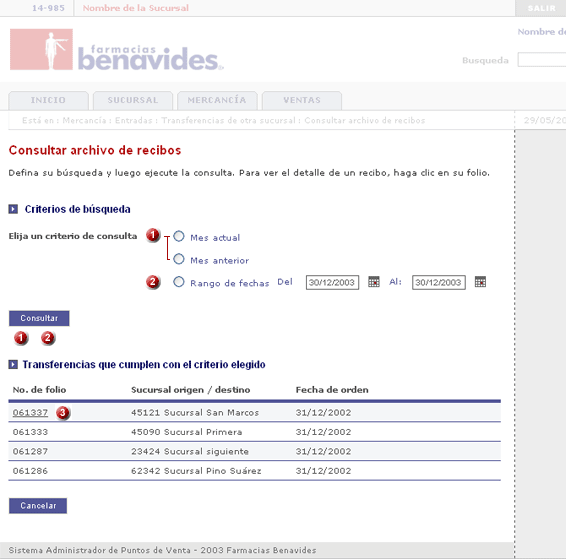 14-985 Nombre de la Sucursal SALIR
Nombre de
farmacias
benavides
Busqueda
INICIO SUCURSAL MERCANCÍA VENTAS
Está en : Mercancía : Entradas : Transferencias de otra sucursal : Consultar archivo de recibos 29/05/20
Consultar archivo de recibos
Defina su búsqueda y luego ejecute la consulta. Para ver el detalle de un recibo, haga clic en su folio.
Criterios de búsqueda
Elija un criterio de consulta 1 Mes actual
Mes anterior
2 Rango de fechas Del 30/12/2003 Al: 30/12/2003
Consultar
1 2
Transferencias que cumplen con el criterio elegido
No. de folio Sucursal origen / destino Fecha de orden
061337 3 45121 Sucursal San Marcos 31/12/2002
061333 45090 Sucursal Primera 31/12/2002
061287 23424 Sucursal siguiente 31/12/2002
061286 62342 Sucursal Pino Suárez 31/12/2002
Cancelar
Sistema Administrador de Puntos de Venta - 2003 Farmacias Benavides